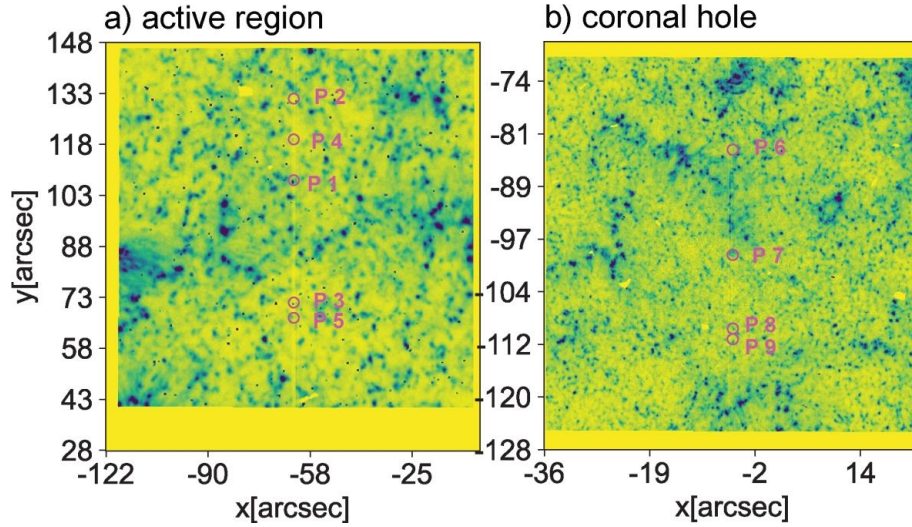 a) active region
148
133
118
103
88
73
58
43
28
y[arcsec]
P 2
P 4
P 1
P 3
P 5
-122
-90
-58
-25
x[arcsec]
b) coronal hole
-74
-81
-89
-97
-104
-112
-120
-128
P 6
P 7
P 8
P 9
-36
-19
-2
14
x[arcsec]